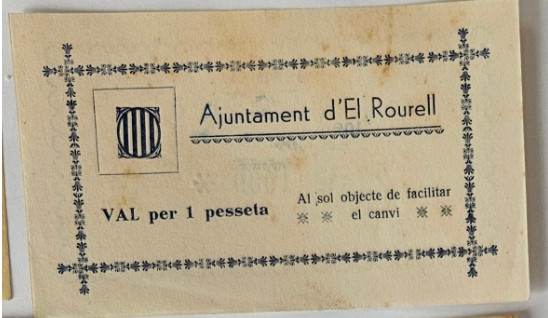 Ajuntament d'El Rourell
VAL per 1 pesseta
Al sol objecte de facilitar
el canvi